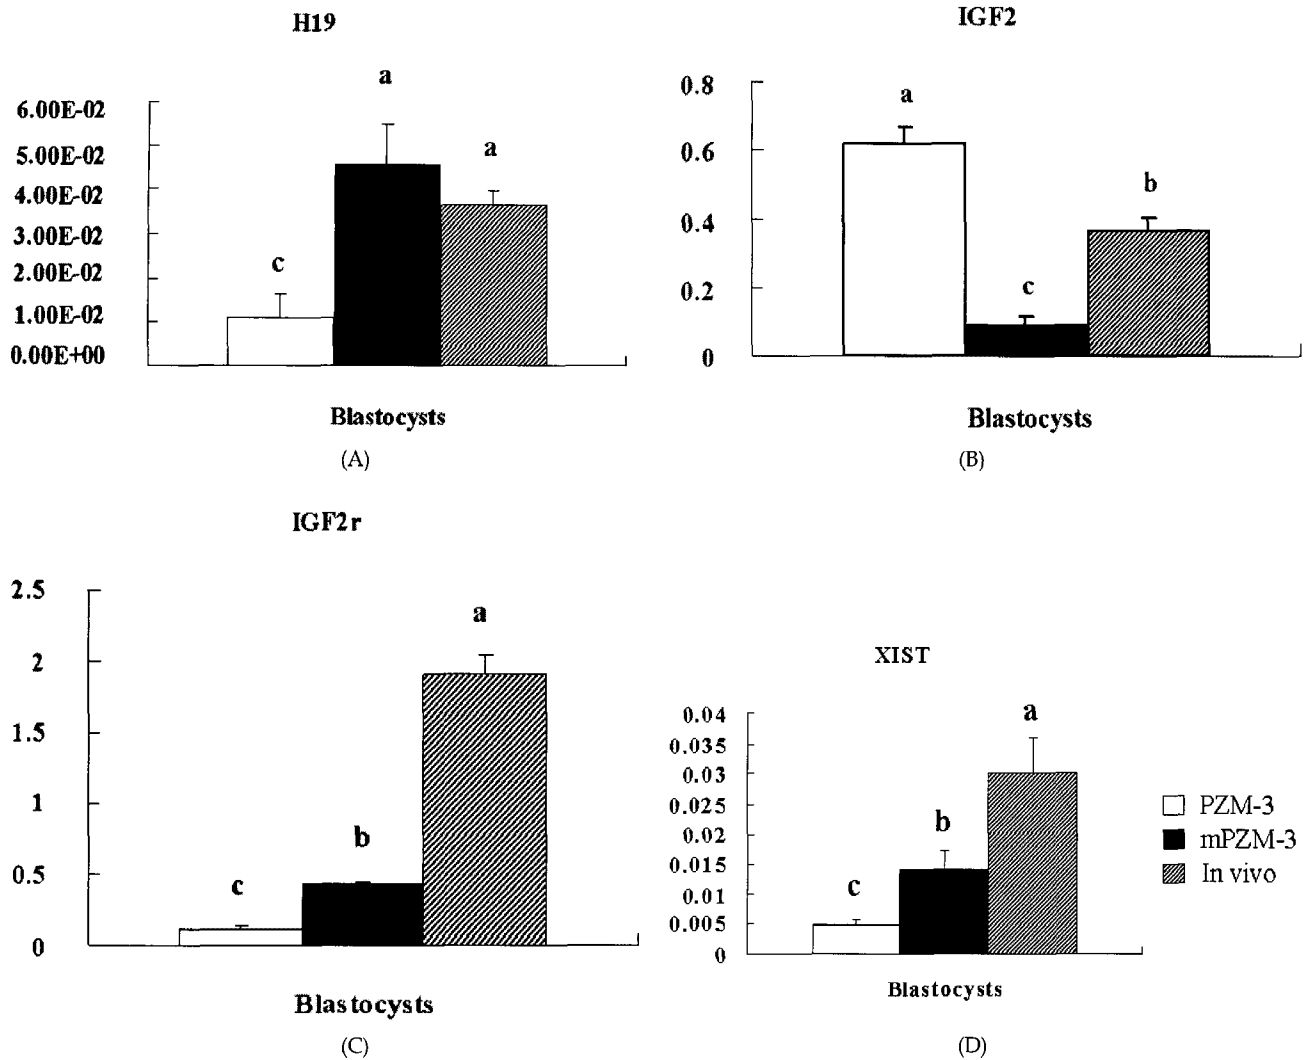 H19
a
6.00E-02
5.00E-02
4.00E-02
3.00E-02
2.00E-02
1.00E-02
0.00E+00
c
a
Blastocysts
(A)
IGF2
0.8
0.6
0.4
0.2
0
a
c
b
Blastocysts
(B)
IGF2r
2.5
2
1.5
1
0.5
0
c
b
a
Blastocysts
(C)
XIST
0.04
0.035
0.03
0.025
0.02
0.015
0.01
0.005
0
c
b
a
Blastocysts
(D)
PZM-3
mPZM-3
In vivo